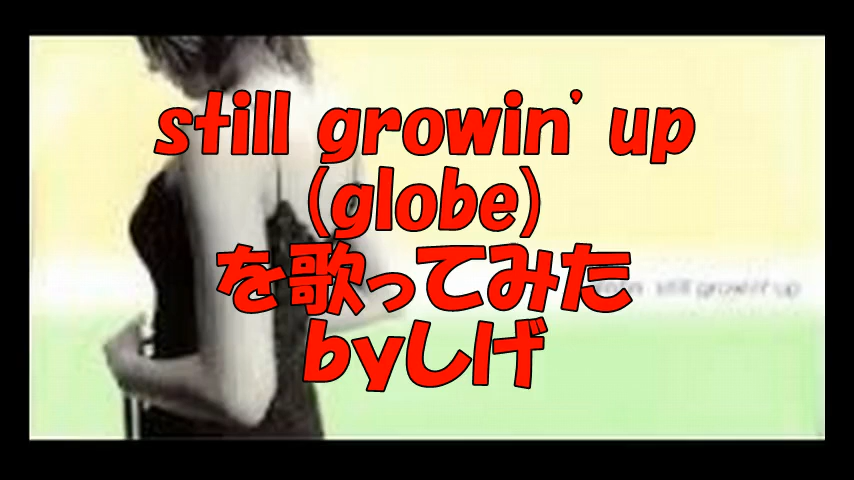 still growin' up
(globe)
を歌ってみた
byしげ
still growin' up